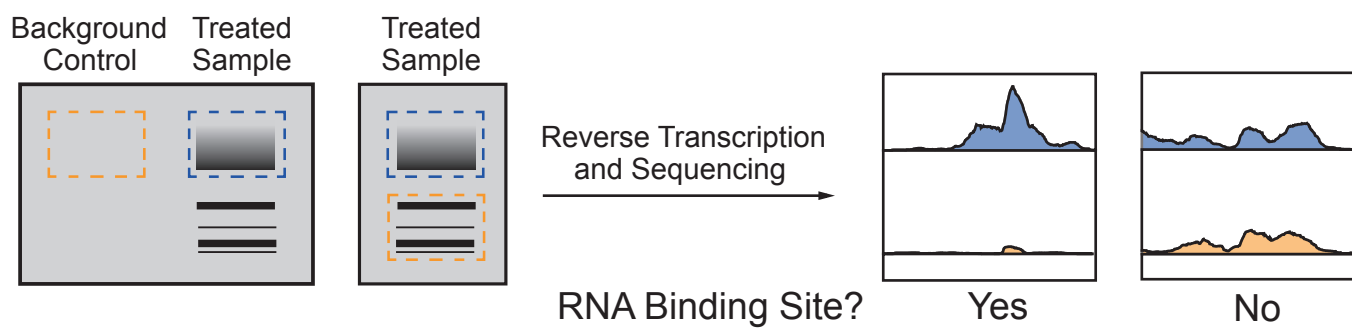 Background
Control
Treated
Sample
Treated
Sample
Reverse Transcription
and Sequencing
RNA Binding Site?
Yes
No